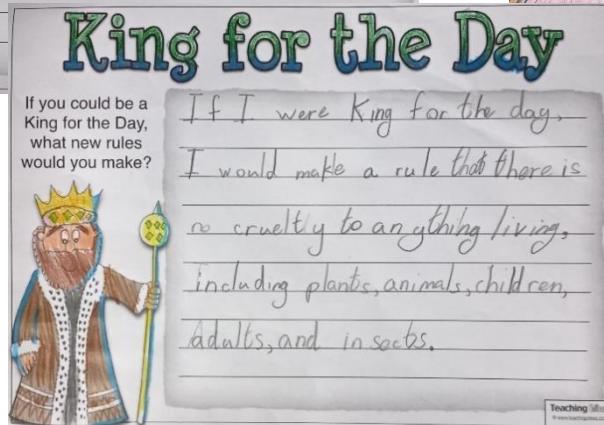 King for the Day
If you could be a
King for the Day,
what new rules
would you make?
If I were King for the day,
I would make a rule that there is
no cruelty to anything living,
including plants, animals, children,
Adults, and insects.
Teaching